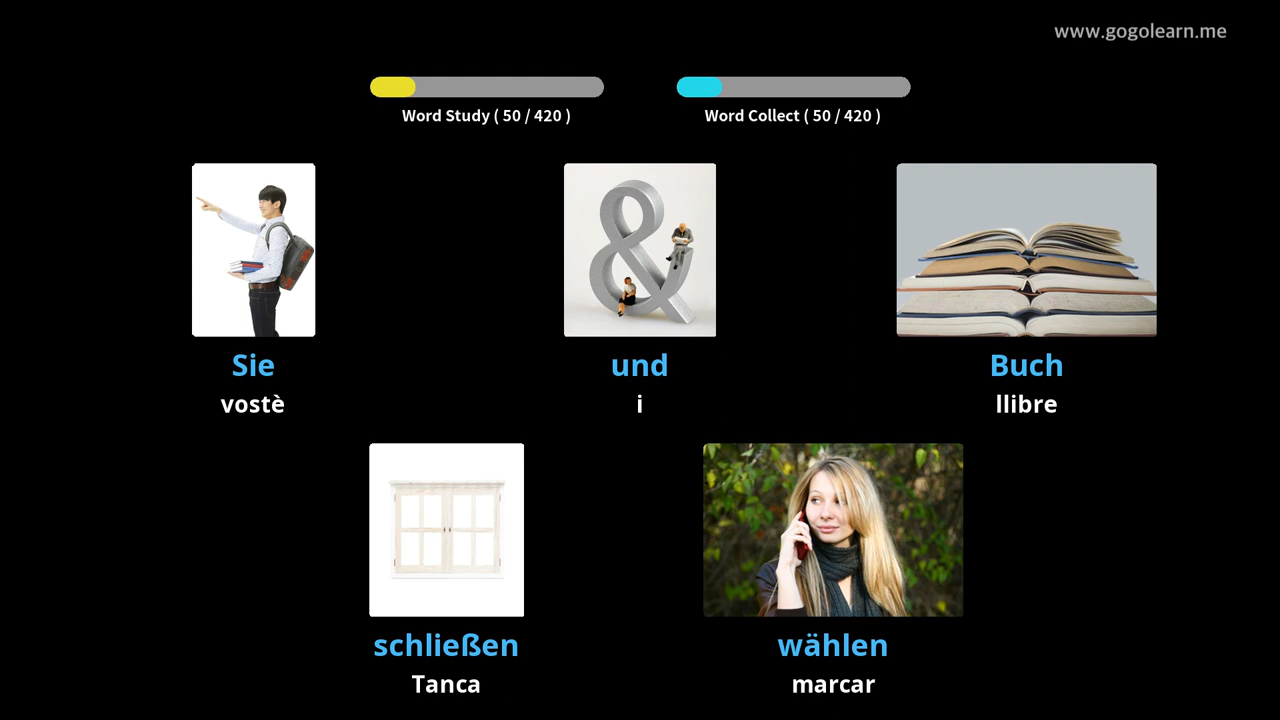 www.gogolearn.me
Word Study ( 50 / 420 )
Word Collect ( 50 / 420 )
Sie
vostè
und
i
Buch
llibre
schließen
Tanca
wählen
marcar